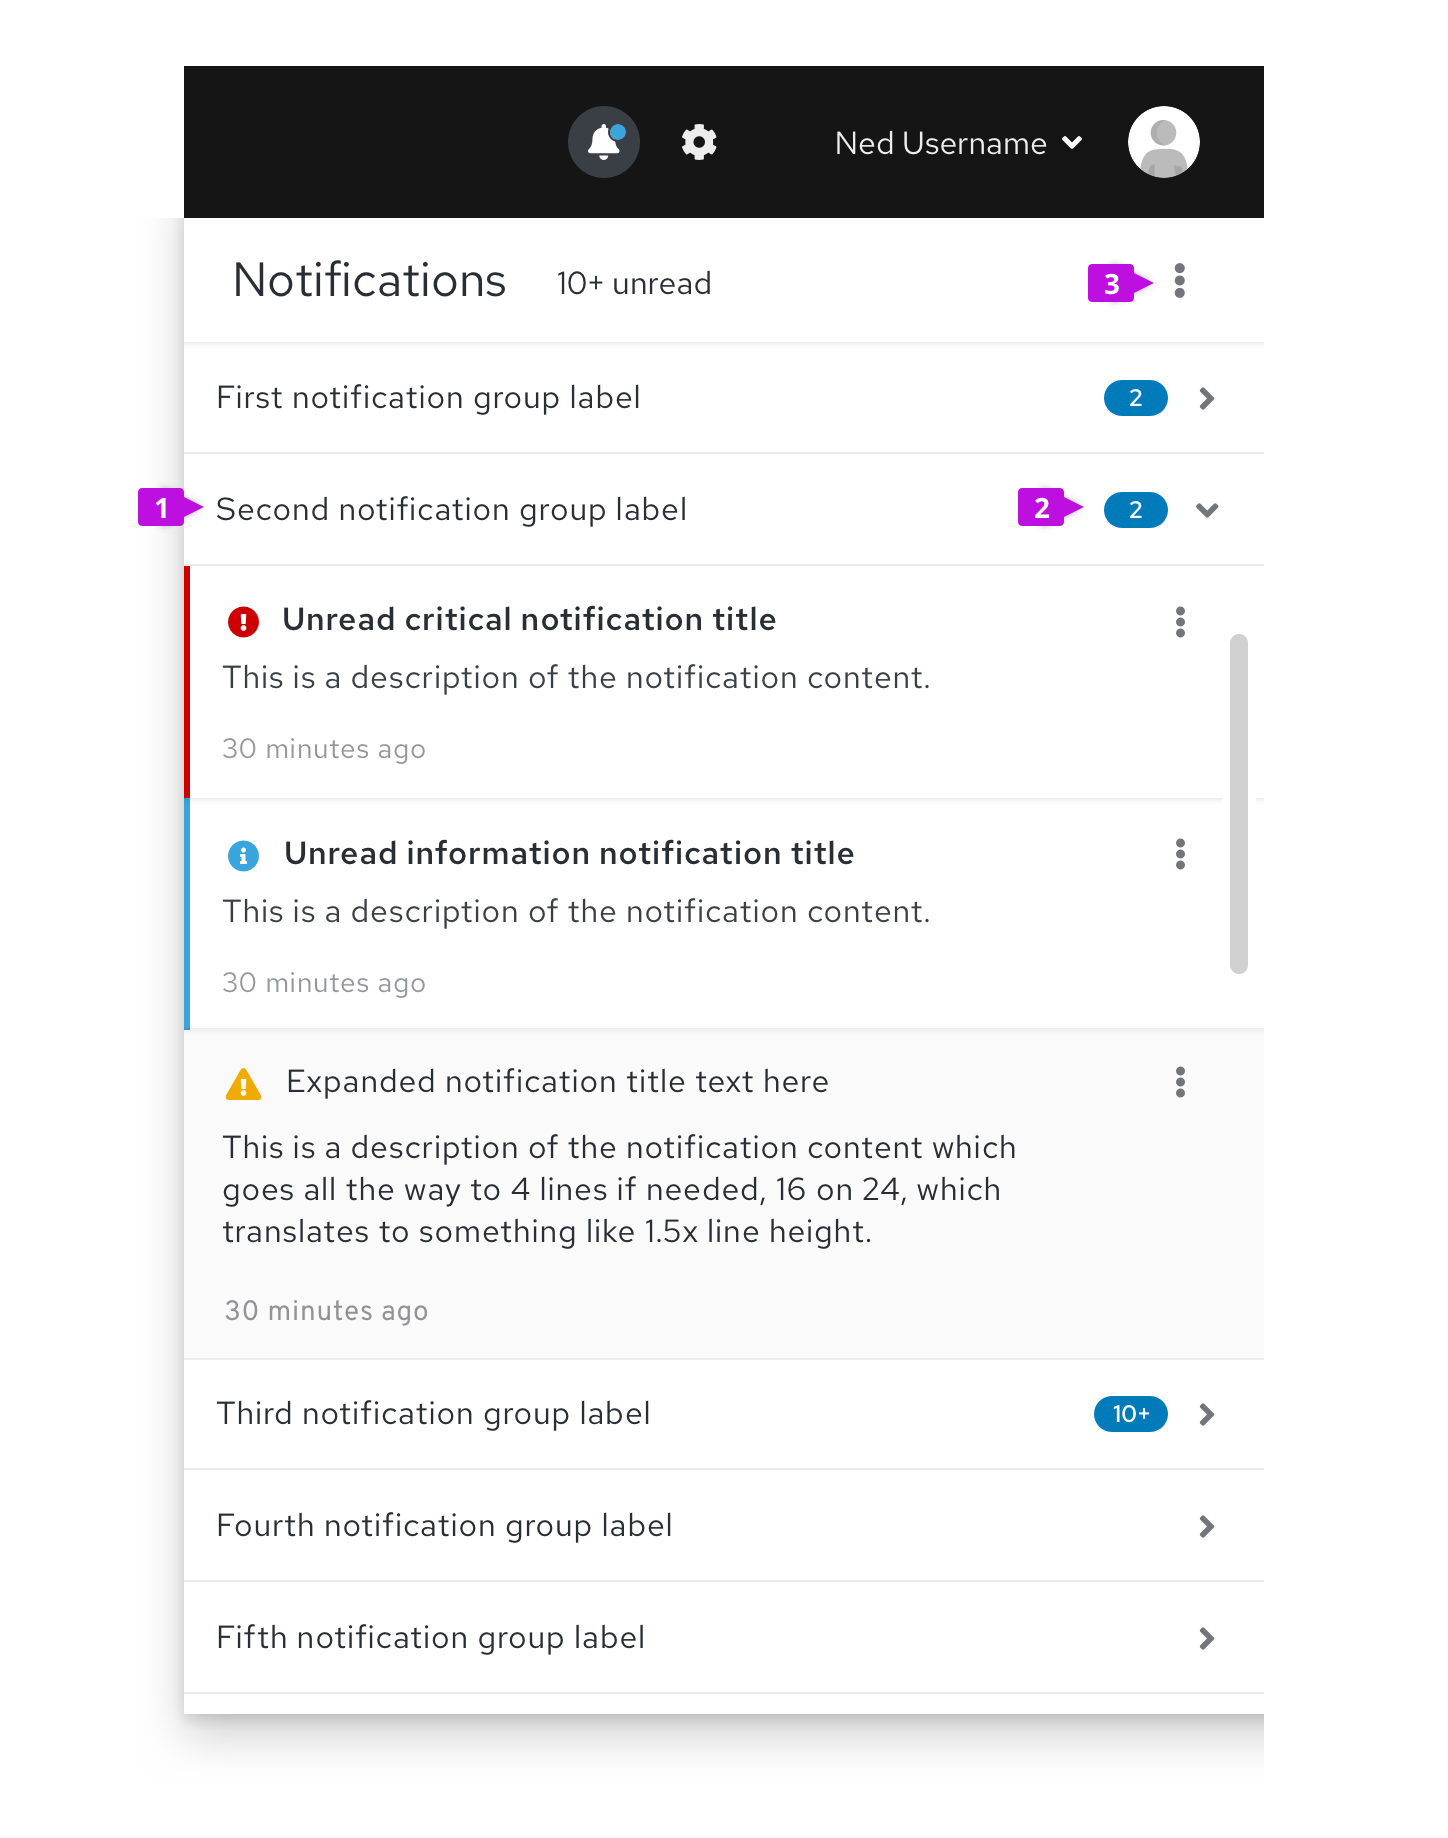 Ned Username
Notifications 10+ unread 3
First notification group label 2
1 Second notification group label 2 2
Unread critical notification title
This is a description of the notification content.
30 minutes ago
Unread information notification title
This is a description of the notification content.
30 minutes ago
Expanded notification title text here
This is a description of the notification content which
goes all the way to 4 lines if needed, 16 on 24, which
translates to something like 1.5x line height.
30 minutes ago
Third notification group label 10+
Fourth notification group label
Fifth notification group label